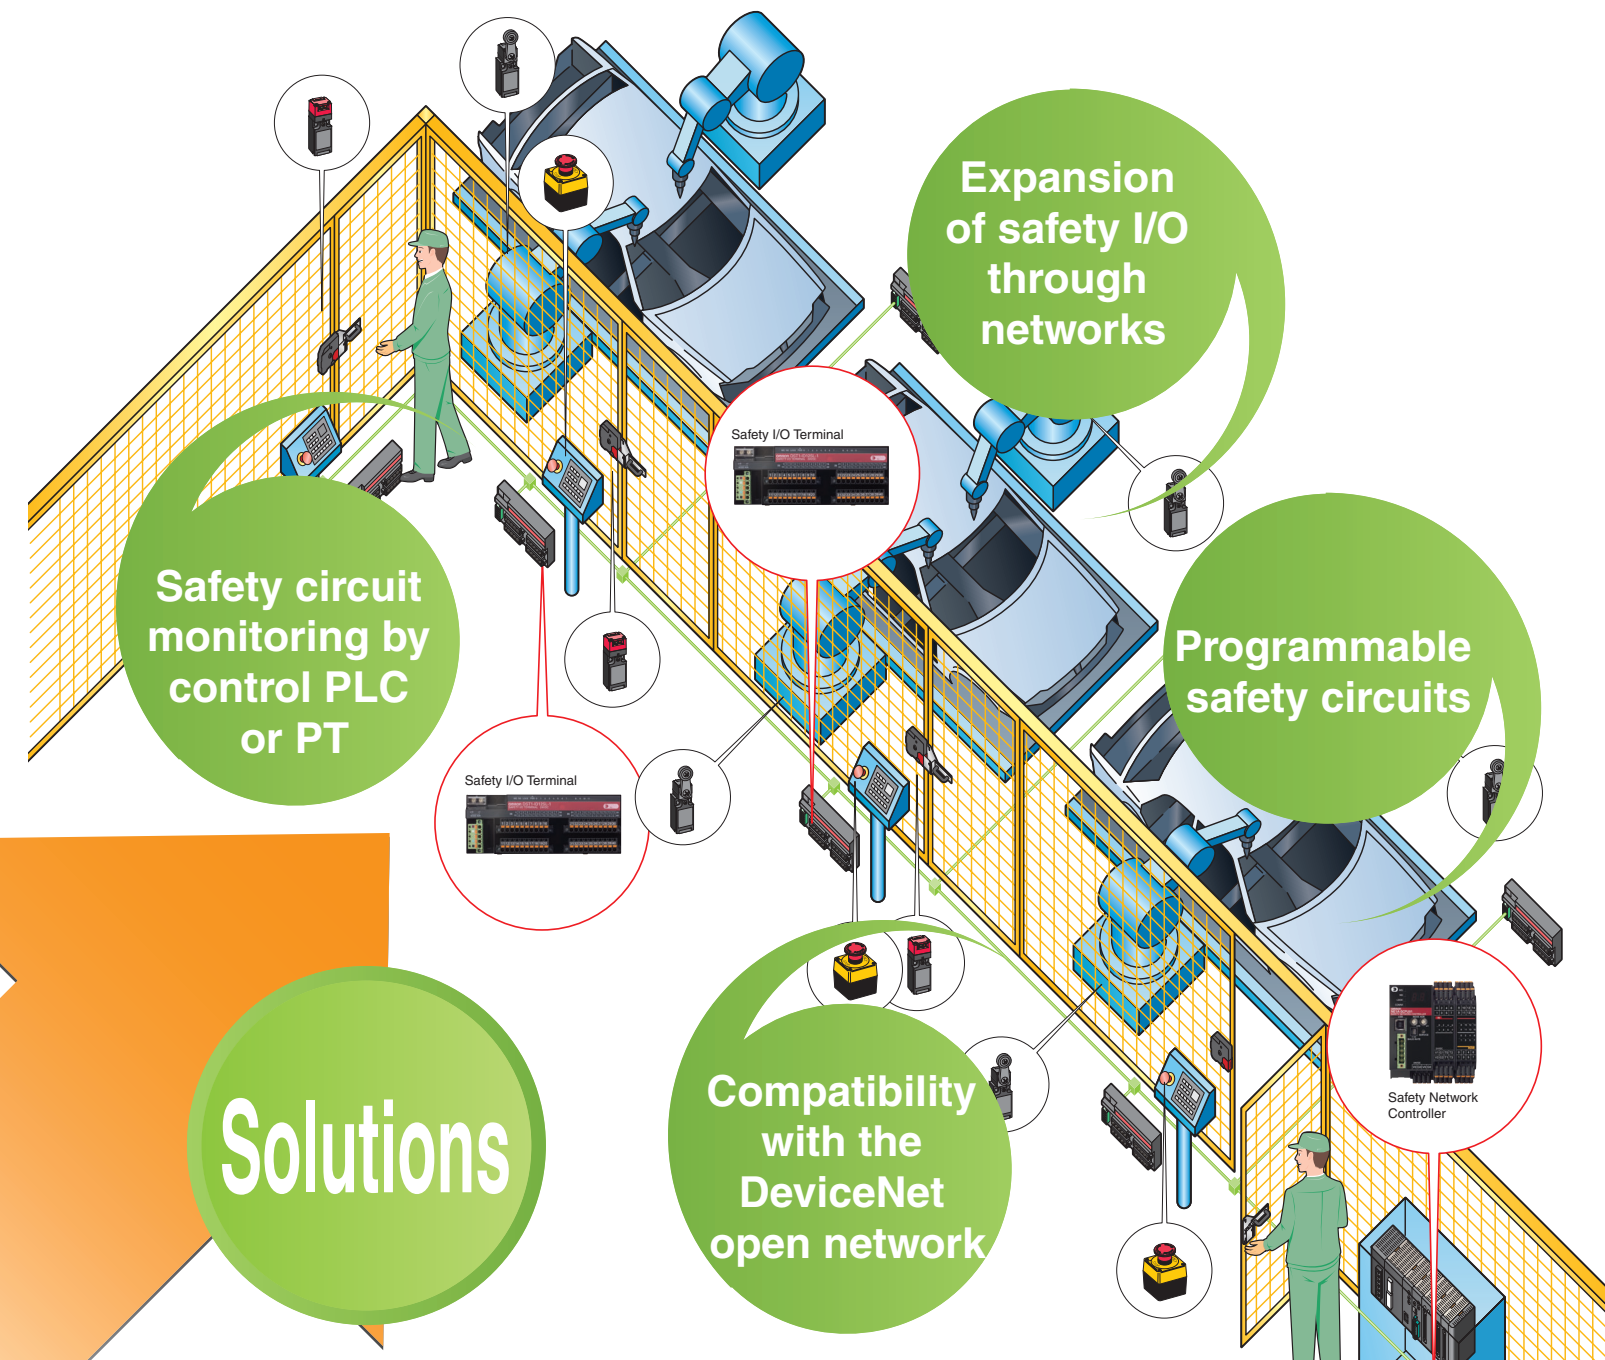 Expansion
of safety I/O
through
networks
Safety I/O Terminal
Safety circuit
monitoring by
control PLC
or PT
Programmable
safety circuits
Safety I/O Terminal
Solutions
Compatibility
with the
DeviceNet
open network
Safety Network
Controller